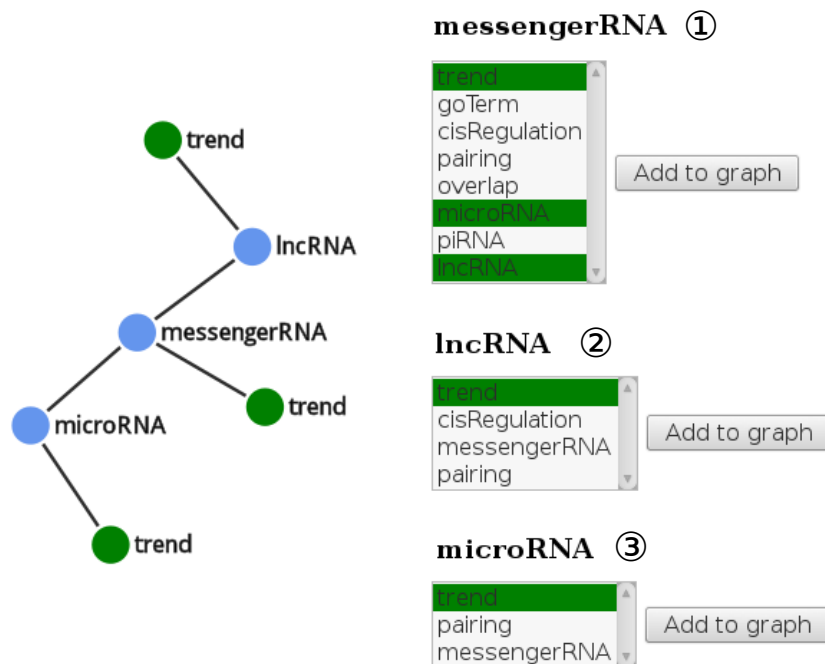 trend
lncRNA
messengerRNA
trend
microRNA
trend
messengerRNA ①
trend
goTerm
cisRegulation
pairing
overlap
microRNA
piRNA
lncRNA
Add to graph
lncRNA ②
trend
cisRegulation
messengerRNA
pairing
Add to graph
microRNA ③
trend
pairing
messengerRNA
Add to graph